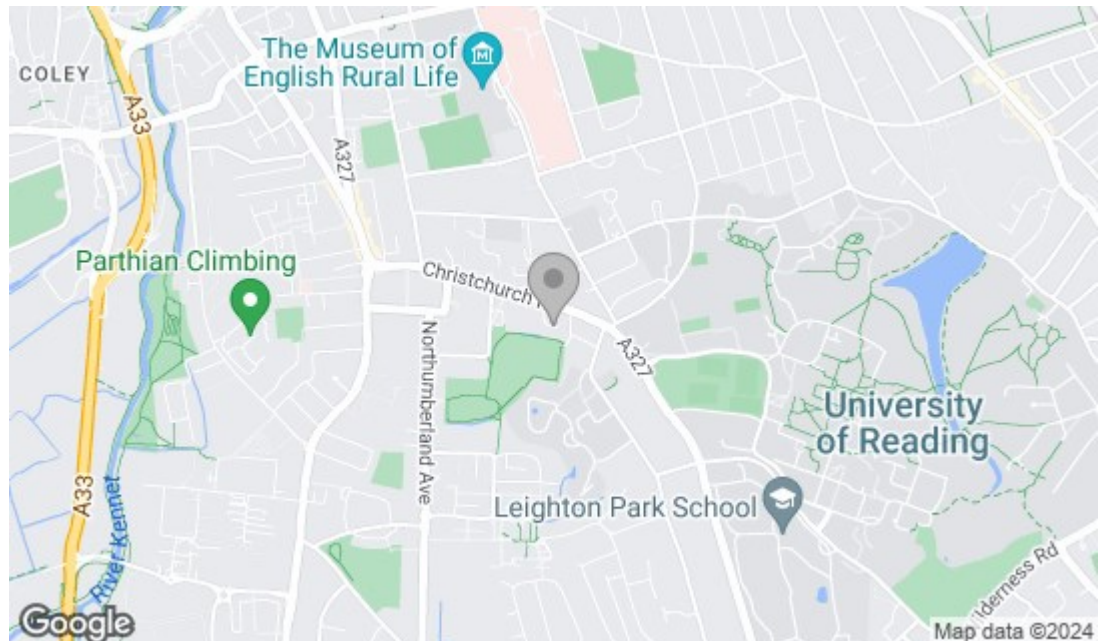 The Museum of
English Rural Life
COLEY
A33
A327
Parthian Climbing
Christchurch
Northumberland Ave
A327
University
of Reading
Leighton Park School
A33
River Kennet
Wilderness Rd
Google
Map data ©2024